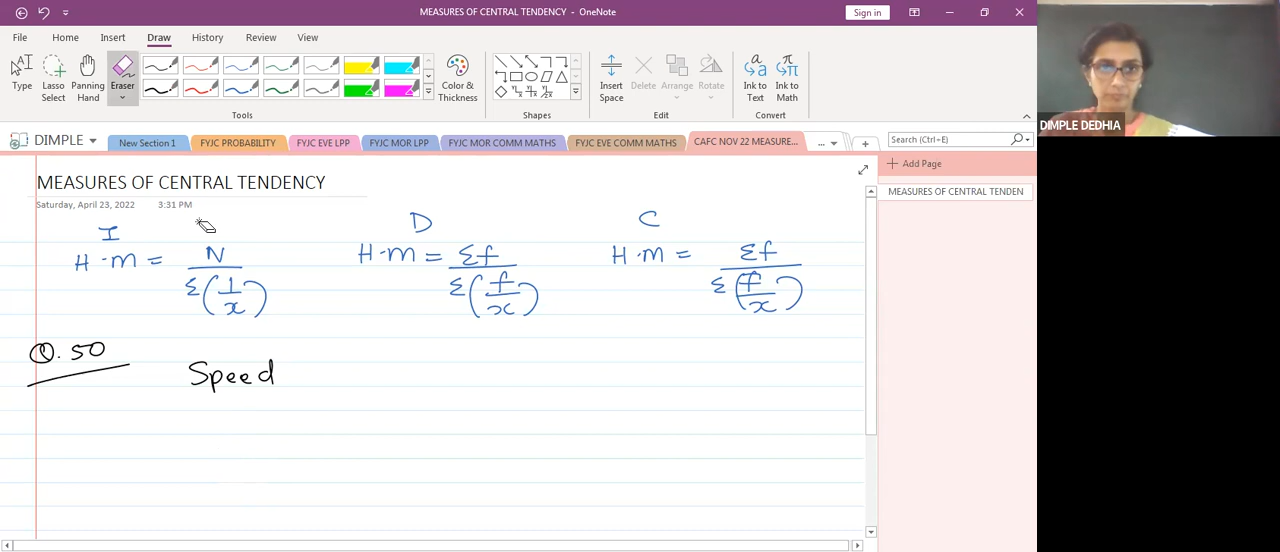 MEASURES OF CENTRAL TENDENCY - OneNote
Sign in
File Home Insert Draw History Review View
Type
Lasso Select
Panning Hand
Eraser
Color & Thickness
Insert Space
Delete
Arrange
Rotate
Ink to Text
Ink to Math
Tools
Shapes
Edit
Convert
DIMPLE DEDHIA
DIMPLE
New Section 1
FYJC PROBABILITY
FYJC EVE LPP
FYJC MOR LPP
FYJC MOR COMM MATHS
FYJC EVE COMM MATHS
CAFC NOV 22 MEASURE...
...
Search (Ctrl+E)
Add Page
MEASURES OF CENTRAL TENDEN
MEASURES OF CENTRAL TENDENCY
Saturday, April 23, 2022 3:31 PM
I D C
H·M = N / Σ(1/x) H·M = Σf / Σ(f/x) H·M = Σf / Σ(f/x)
Q. 50
Speed